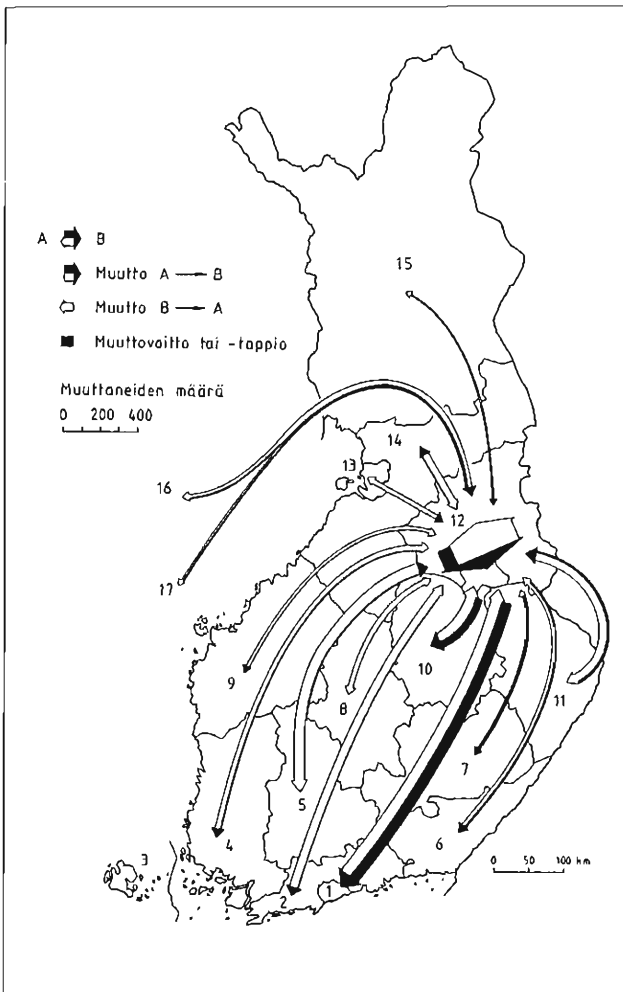 A B
Muutto A → B
Muutto B → A
Muuttovoitto tai -tappio
Muuttaneiden määrä
0 200 400
15
14
13
16
12
17
9
8
10
11
7
5
4
6
3
0 50 100 km
2
1